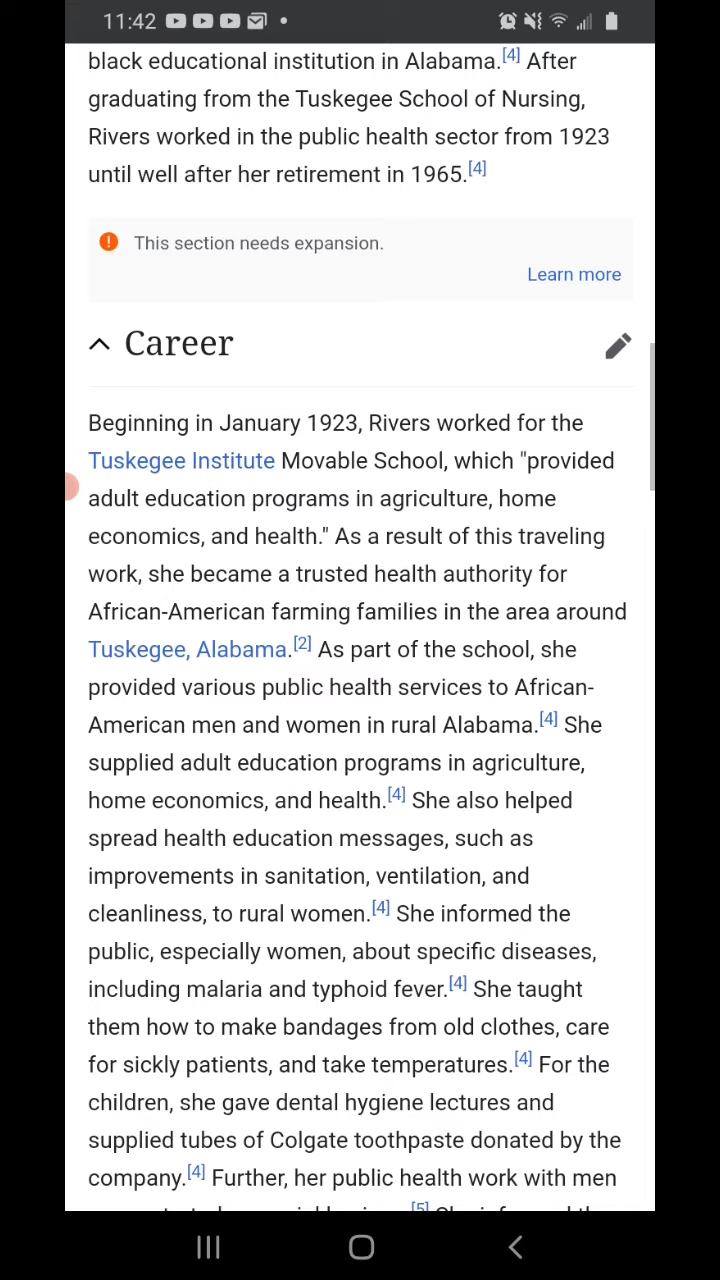 11:42
black educational institution in Alabama.[4] After
graduating from the Tuskegee School of Nursing,
Rivers worked in the public health sector from 1923
until well after her retirement in 1965.[4]
This section needs expansion.
Learn more
Career
Beginning in January 1923, Rivers worked for the
Tuskegee Institute Movable School, which "provided
adult education programs in agriculture, home
economics, and health." As a result of this traveling
work, she became a trusted health authority for
African-American farming families in the area around
Tuskegee, Alabama.[2] As part of the school, she
provided various public health services to African-
American men and women in rural Alabama.[4] She
supplied adult education programs in agriculture,
home economics, and health.[4] She also helped
spread health education messages, such as
improvements in sanitation, ventilation, and
cleanliness, to rural women.[4] She informed the
public, especially women, about specific diseases,
including malaria and typhoid fever.[4] She taught
them how to make bandages from old clothes, care
for sickly patients, and take temperatures.[4] For the
children, she gave dental hygiene lectures and
supplied tubes of Colgate toothpaste donated by the
company.[4] Further, her public health work with men
[5]